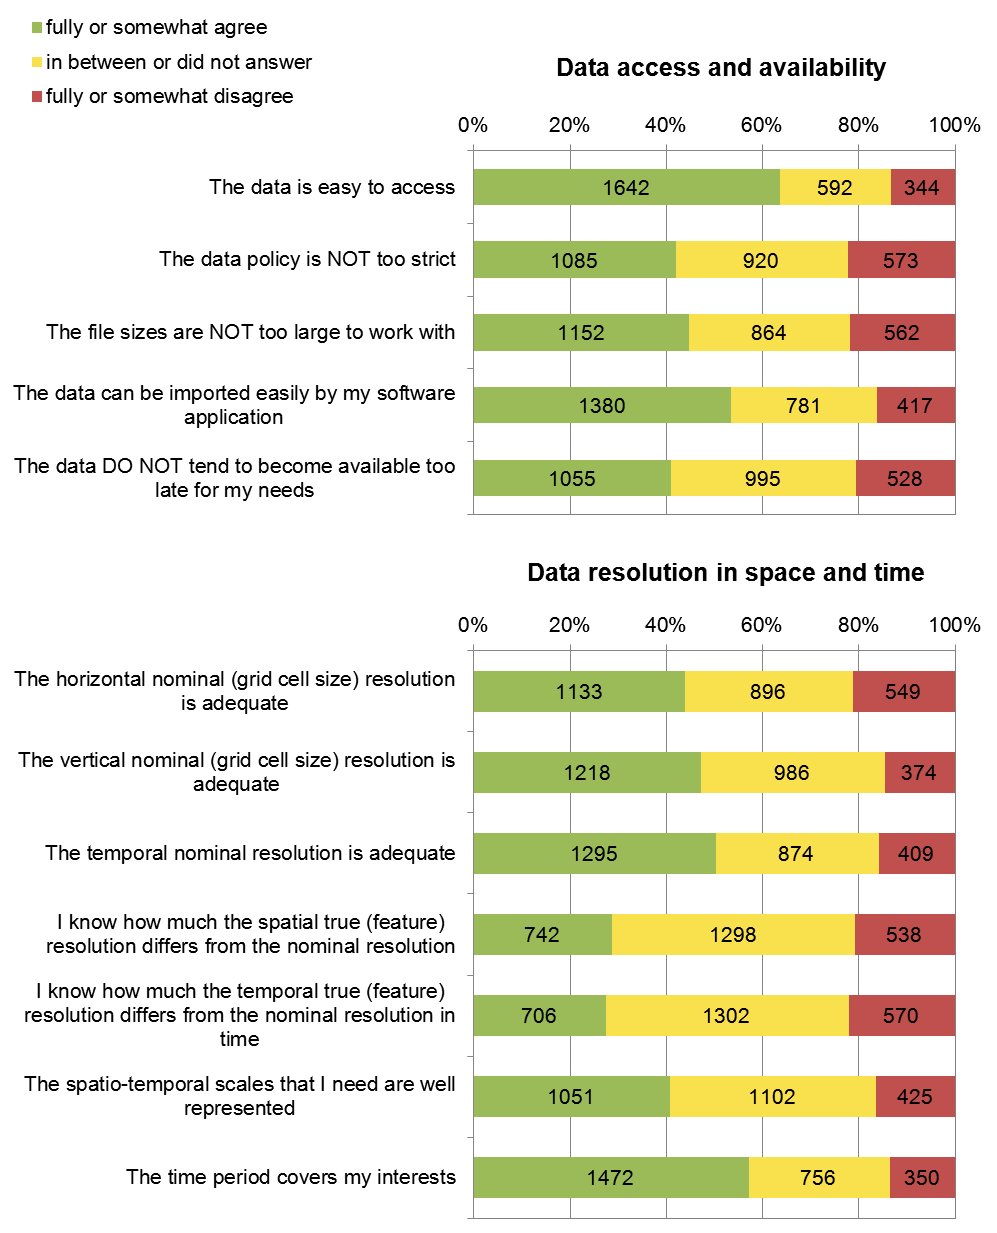 fully or somewhat agree
in between or did not answer
fully or somewhat disagree
Data access and availability
0% 20% 40% 60% 80% 100%
The data is easy to access 1642 592 344
The data policy is NOT too strict 1085 920 573
The file sizes are NOT too large to work with 1152 864 562
The data can be imported easily by my software
application
1380 781 417
The data DO NOT tend to become available too
late for my needs
1055 995 528
Data resolution in space and time
0% 20% 40% 60% 80% 100%
The horizontal nominal (grid cell size) resolution
is adequate
1133 896 549
The vertical nominal (grid cell size) resolution is
adequate
1218 986 374
The temporal nominal resolution is adequate 1295 874 409
I know how much the spatial true (feature)
resolution differs from the nominal resolution
742 1298 538
I know how much the temporal true (feature)
resolution differs from the nominal resolution in
time
706 1302 570
The spatio-temporal scales that I need are well
represented
1051 1102 425
The time period covers my interests 1472 756 350